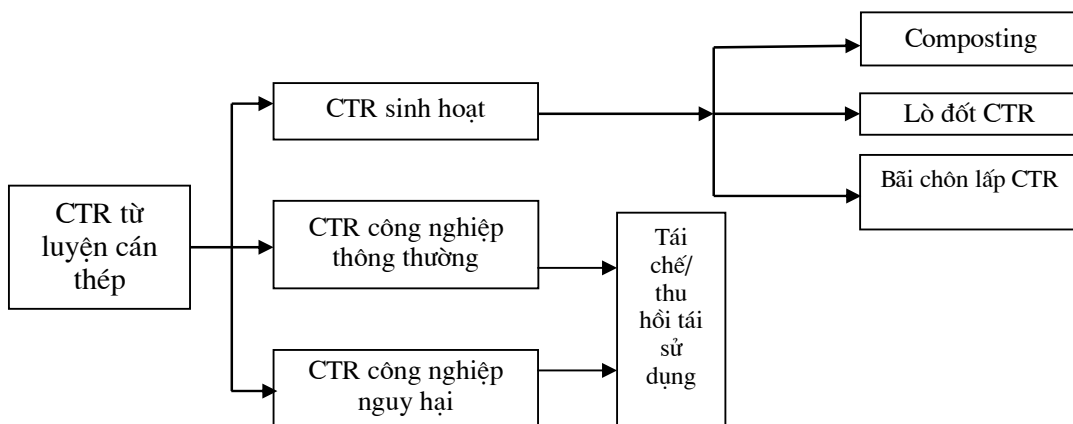 CTR từ
luyện cán
thép
CTR sinh hoạt
CTR công nghiệp
thông thường
CTR công nghiệp
nguy hại
Composting
Lò đốt CTR
Bãi chôn lấp CTR
Tái
chế/
thu
hồi tái
sử
dụng